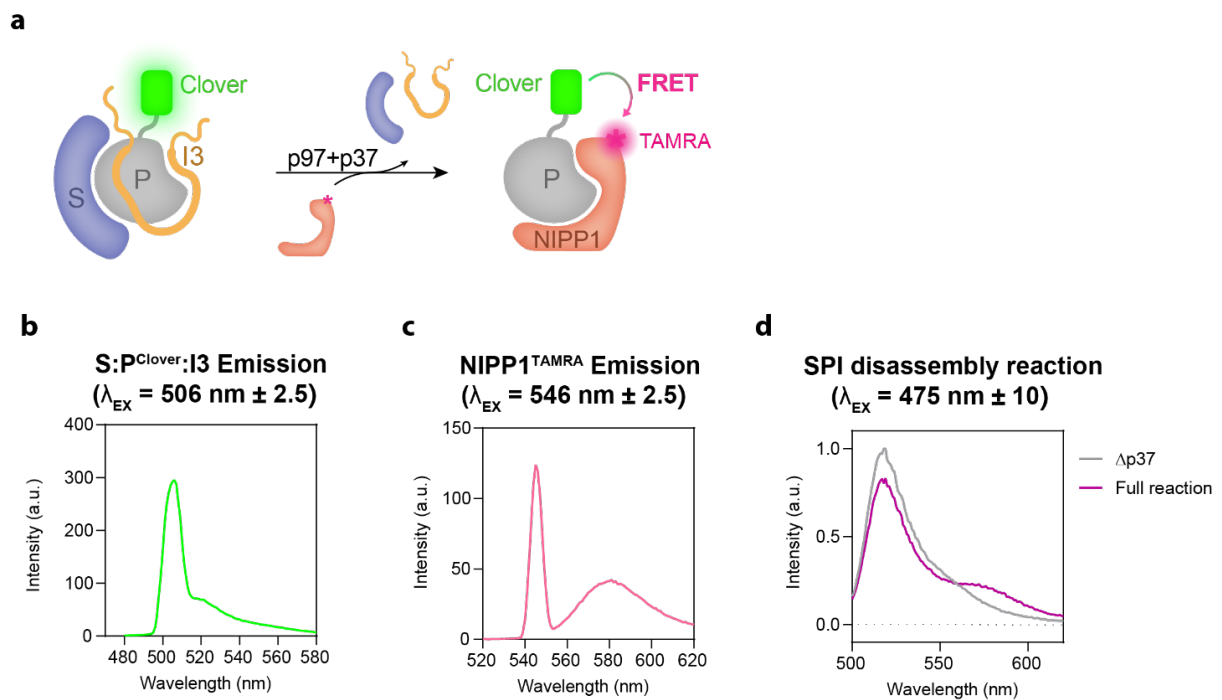 a
Clover
I3
S
P
p97+p37
*
Clover
FRET
*
TAMRA
P
NIPP1
b
S:P^Clover:I3 Emission
(λ_EX = 506 nm ± 2.5)
400
300
200
100
0
Intensity (a.u.)
480 500 520 540 560 580
Wavelength (nm)
c
NIPP1^TAMRA Emission
(λ_EX = 546 nm ± 2.5)
150
100
50
0
Intensity (a.u.)
520 540 560 580 600 620
Wavelength (nm)
d
SPI disassembly reaction
(λ_EX = 475 nm ± 10)
1.0
0.5
0.0
Intensity (a.u.)
500 550 600
Wavelength (nm)
Δp37
Full reaction